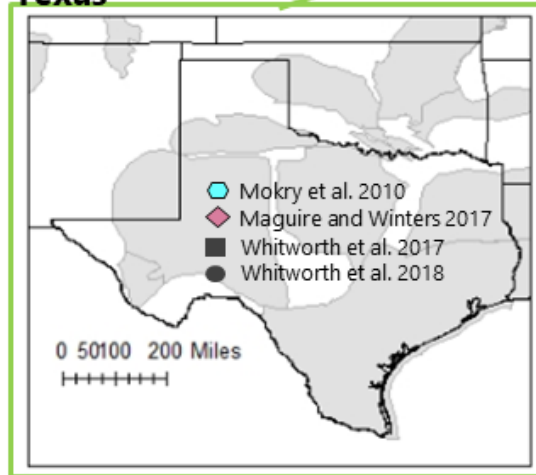 Texas
Mokry et al. 2010
Maguire and Winters 2017
Whitworth et al. 2017
Whitworth et al. 2018
0 50100 200 Miles